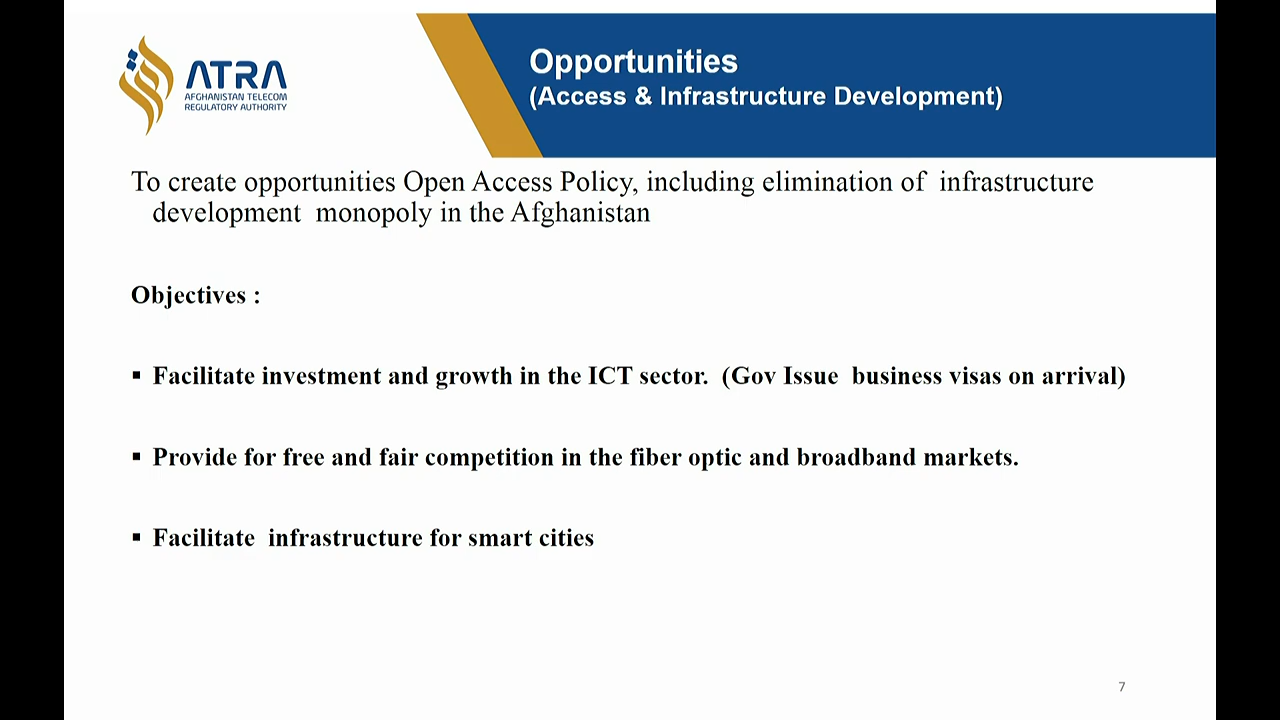 ATRA
AFGHANISTAN TELECOM
REGULATORY AUTHORITY
Opportunities
(Access & Infrastructure Development)
To create opportunities Open Access Policy, including elimination of infrastructure
development monopoly in the Afghanistan
Objectives :
▪ Facilitate investment and growth in the ICT sector. (Gov Issue business visas on arrival)
▪ Provide for free and fair competition in the fiber optic and broadband markets.
▪ Facilitate infrastructure for smart cities
7